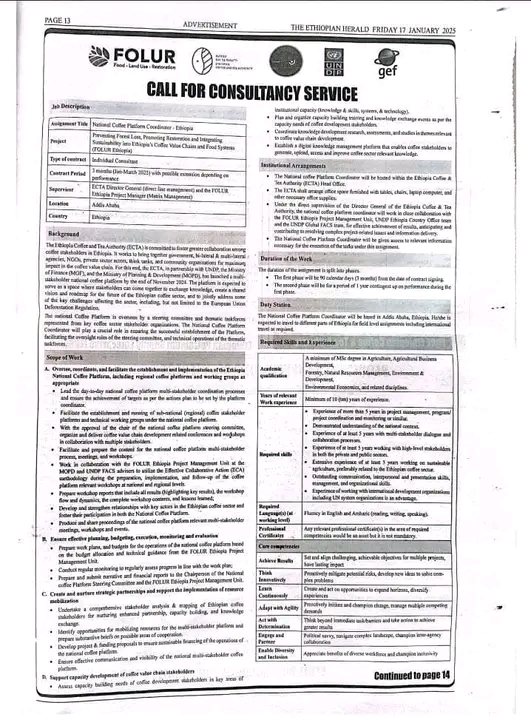 PAGE 13
ADVERTISEMENT
THE ETHIOPIAN HERALD FRIDAY 17 JANUARY 2025
FOLUR
Food • Land Use • Restoration
UN
DP
gef
CALL FOR CONSULTANCY SERVICE
Job Description
Assignment Title National Coffee Platform Coordinator - Ethiopia
Project Preventing Forest Loss, Promoting Restoration and Integrating
Sustainability into Ethiopia's Coffee Value Chains and Food Systems
(FOLUR Ethiopia)
Type of contract Individual Consultant
Contract Period 3 months (Jan-March 2025) with possible extension depending on
performance
Supervisor ECTA Director General (direct line management) and the FOLUR
Ethiopia Project Manager (Matrix Management)
Location Addis Ababa,
Country Ethiopia
Background
The Ethiopia Coffee and Tea Authority (ECTA) is committed to foster greater collaboration among
coffee stakeholders in Ethiopia. It works to bring together government, bi-lateral & multi-lateral
agencies, NGOs, private sector actors, think tanks, and community organisations for maximum
impact in the coffee value chain. For this end, the ECTA, in partnership with UNDP, the Ministry
of Finance (MOF), and the Ministry of Planning & Development (MOPD), has launched a multi-
stakeholder national coffee platform by the end of November 2024. The platform is expected to
serve as a space where stakeholders can come together to exchange knowledge, create a shared
vision and roadmap for the future of the Ethiopian coffee sector, and to jointly address some
of the key challenges affecting the sector, including, but not limited to the European Union
Deforestation Regulation.
The national Coffee Platform is overseen by a steering committee and thematic taskforces
represented from key coffee sector stakeholder organisations. The National Coffee Platform
Coordinator will play a crucial role in ensuring the successful establishment of the Platform,
facilitating the oversight rules of the steering committee, and technical operations of the thematic
taskforces.
Scope of Work
A. Oversee, coordinate, and facilitate the establishment and implementation of the Ethiopia
National Coffee Platform, including regional coffee platforms and working groups as
appropriate
• Lead the day-to-day national coffee platform multi-stakeholder coordination processes
and ensure the achievement of targets as per the actions plan to be set by the platform
coordinator.
• Facilitate the establishment and running of sub-national (regional) coffee stakeholder
platforms and technical working groups under the national coffee platform.
• With the approval of the chair of the national coffee platform steering committee,
organize and deliver coffee value chain development related conferences and workshops
in collaboration with multiple stakeholders.
• Facilitate and prepare the content for the national coffee platform multi-stakeholder
process, meetings, and workshops.
• Work in collaboration with the FOLUR Ethiopia Project Management Unit at the
MOPD and UNDP FACS advisors to utilize the Effective Collaborative Action (ECA)
methodology during the preparation, implementation, and follow-up of the coffee
platform relevant workshops at national and regional levels.
• Prepare workshop reports that include all results (highlighting key results), the workshop
flow and dynamics, the complete workshop contents, and lessons learned.
• Develop and strengthen relationships with key actors in the Ethiopian coffee sector and
foster their participation in both the National Coffee Platform.
• Produce and share proceedings of the national coffee platform relevant multi-stakeholder
meetings, workshops and events.
B. Ensure effective planning, budgeting, execution, monitoring and evaluation
• Prepare work plans, and budgets for the operations of the national coffee platform based
on the budget allocation and technical guidance from the FOLUR Ethiopia Project
Management Unit.
• Conduct regular monitoring to regularly assess progress in line with the work plan;
• Prepare and submit narrative and financial reports to the Chairperson of the National
coffee Platform Steering Committee and the FOLUR Ethiopia Project Management Unit.
C. Create and nurture strategic partnerships and support the implementation of resource
mobilization
• Undertake a comprehensive stakeholder analysis & mapping of Ethiopian coffee
stakeholders for nurturing enhanced partnership, capacity building, and knowledge
exchange.
• Identify opportunities for mobilizing resources for the multi-stakeholder platform and
prepare substantive briefs on possible areas of cooperation.
• Develop project & funding proposals to ensure sustainable financing of the operations of
the national coffee platform.
• Ensure effective communication and visibility of the national multi-stakeholder coffee
platform.
D. Support capacity development of coffee value chain stakeholders
• Assess capacity building needs of coffee development stakeholders in key areas of
institutional capacity (knowledge & skills, systems, & technology).
• Plan and organize capacity building training and knowledge exchange events as per the
capacity needs of coffee development stakeholders.
• Coordinate knowledge development research, assessments, and studies in themes relevant
to coffee value chain development.
• Establish a digital knowledge management platform that enables coffee stakeholders to
generate, upload, access and improve coffee sector relevant knowledge.
Institutional Arrangements
• The National Coffee Platform Coordinator will be hosted within the Ethiopia Coffee &
Tea Authority (ECTA) Head Office.
• The ECTA shall arrange office space furnished with tables, chairs, laptop computer, and
other necessary office supplies.
• Under the direct supervision of the Director General of the Ethiopia Coffee & Tea
Authority, the national coffee platform coordinator will work in close collaboration with
the FOLUR Ethiopia Project Management Unit, UNDP Ethiopia Country Office team
and the UNDP Global FACS team, for effective achievement of results, anticipating and
contributing to resolving complex project-related issues and information delivery.
• The National Coffee Platform Coordinator will be given access to relevant information
necessary for the execution of the tasks under this assignment.
Duration of the Work
The duration of the assignment is split into phases.
• The first phase will be 90 calendar days (3 months) from the date of contract signing.
• The second phase will be for a period of 1 year contingent up on performance during the
first phase.
Duty Station
The National Coffee Platform Coordinator will be based in Addis Ababa, Ethiopia. He/she is
expected to travel to different parts of Ethiopia for field level assignments including international
travel as required.
Required Skills and Experience
Academic
qualification
A minimum of MSc degree in Agriculture, Agricultural Business
Development,
Forestry, Natural Resources Management, Environment &
Development,
Environmental Economics, and related disciplines.
Years of relevant
Work experience
Minimum of 10 (ten) years of experience.
Required skills
• Experience of more than 5 years in project management, program/
project coordination and monitoring or similar.
• Demonstrated understanding of the national context.
• Experience of at least 5 years with multi-stakeholder dialogue and
collaboration processes.
• Experience of at least 5 years working with high-level stakeholders
in both the private and public sectors.
• Extensive experience of at least 5 years working on sustainable
agriculture, preferably related to the Ethiopian coffee sector.
• Outstanding communication, interpersonal and presentation skills,
management, and organizational skills.
• Experience of working with international development organizations
including UN system organizations is an advantage.
Required
Language(s) (at
working level)
Fluency in English and Amharic (reading, writing, speaking).
Professional
Certificates
Any relevant professional certificate(s) in the area of required
competencies would be an asset but it is not mandatory.
Core competencies
Achieve Results Set and align challenging, achievable objectives for multiple projects,
have lasting impact
Think
Innovatively
Proactively mitigate potential risks, develop new ideas to solve com-
plex problems
Learn
Continuously
Create and act on opportunities to expand horizons, diversify
experiences
Adapt with Agility Proactively initiate and champion change, manage multiple competing
demands
Act with
Determination
Think beyond immediate task/barriers and take action to achieve
greater results
Engage and
Partner
Political savvy, navigate complex landscape, champion inter-agency
collaboration
Enable Diversity
and Inclusion
Appreciate benefits of diverse workforce and champion inclusivity
Continued to page 14